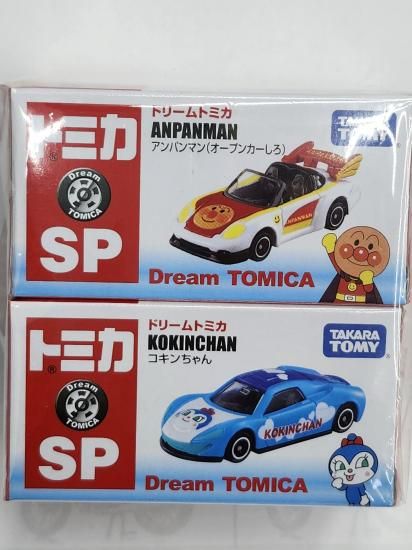 トミカ
®
Dream
TOMICA
SP
ドリームトミカ
ANPANMAN
アンパンマン(オープンカーしろ)
TAKARA
TOMY
ANPANMAN
Dream TOMICA
トミカ
®
Dream
TOMICA
SP
ドリームトミカ
KOKINCHAN
コキンちゃん
TAKARA
TOMY
KOKINCHAN
Dream TOMICA